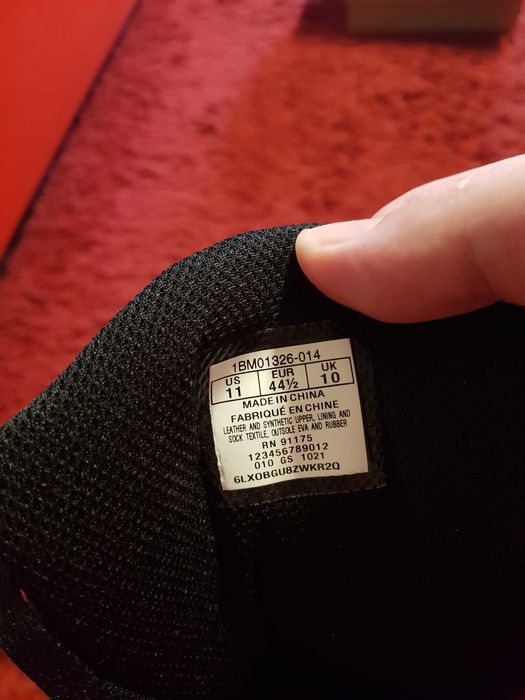 1BM01326-014
US EUR UK
11 44½ 10
MADE IN CHINA
FABRIQUÉ EN CHINE
LEATHER AND SYNTHETIC UPPER, LINING AND
SOCK TEXTILE, OUTSOLE EVA AND RUBBER
RN 91175
123456789012
010 GS 1021
6LXOBGU8ZWKR2Q